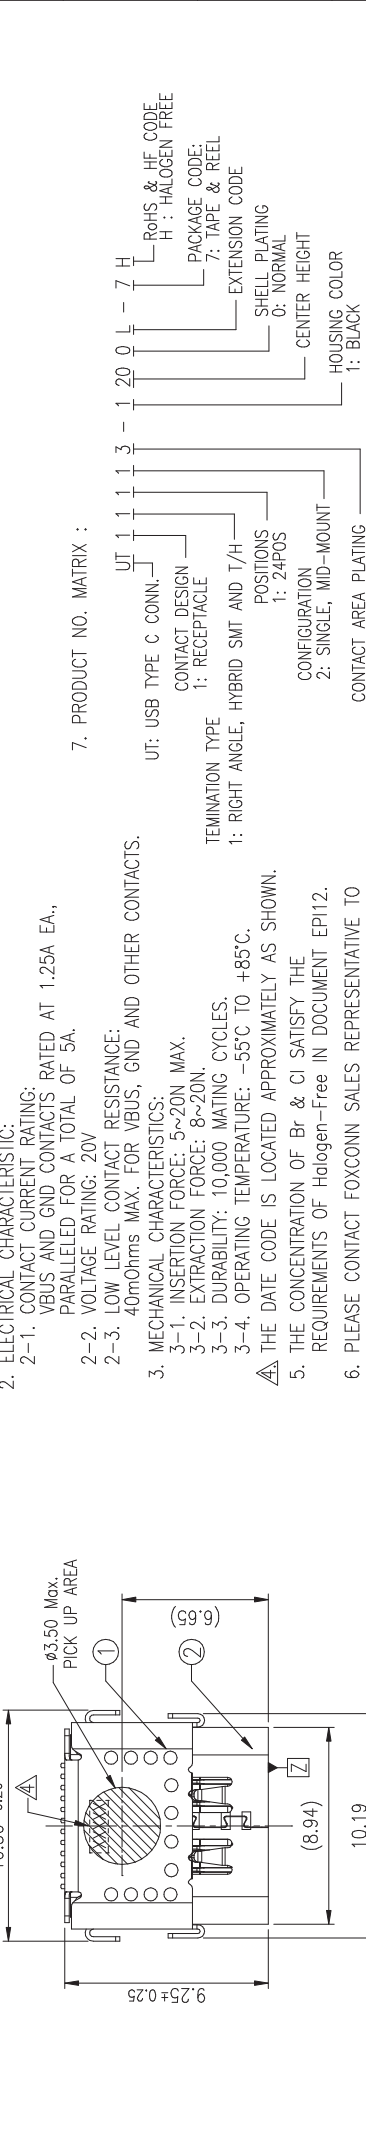 2. ELECTRICAL CHARACTERISTIC:
2-1. CONTACT CURRENT RATING:
VBUS AND GND CONTACTS RATED AT 1.25A EA.,
PARALLELED FOR A TOTAL OF 5A.
2-2. VOLTAGE RATING: 20V
2-3. LOW LEVEL CONTACT RESISTANCE:
40mOhms MAX. FOR VBUS, GND AND OTHER CONTACTS.
3. MECHANICAL CHARACTERISTICS:
3-1. INSERTION FORCE: 5~20N MAX.
3-2. EXTRACTION FORCE: 8~20N.
3-3. DURABILITY: 10,000 MATING CYCLES.
3-4. OPERATING TEMPERATURE: -55°C TO +85°C.
4. THE DATE CODE IS LOCATED APPROXIMATELY AS SHOWN.
5. THE CONCENTRATION OF Br & Cl SATISFY THE
REQUIREMENTS OF Halogen-Free IN DOCUMENT EPI12.
6. PLEASE CONTACT FOXCONN SALES REPRESENTATIVE TO
7. PRODUCT NO. MATRIX :
UT 1 1 1 1 3 - 1 20 0 L - 7 H
UT: USB TYPE C CONN.
CONTACT DESIGN
1: RECEPTACLE
TEMINATION TYPE
1: RIGHT ANGLE, HYBRID SMT AND T/H
POSITIONS
1: 24POS
CONFIGURATION
2: SINGLE, MID-MOUNT
CONTACT AREA PLATING
RoHS & HF CODE
H : HALOGEN FREE
PACKAGE CODE:
7: TAPE & REEL
EXTENSION CODE
SHELL PLATING
0: NORMAL
CENTER HEIGHT
HOUSING COLOR
1: BLACK
4
ø3.50 Max.
PICK UP AREA
1
(6.65)
2
Z
9.25±0.25
(8.94)
10.19